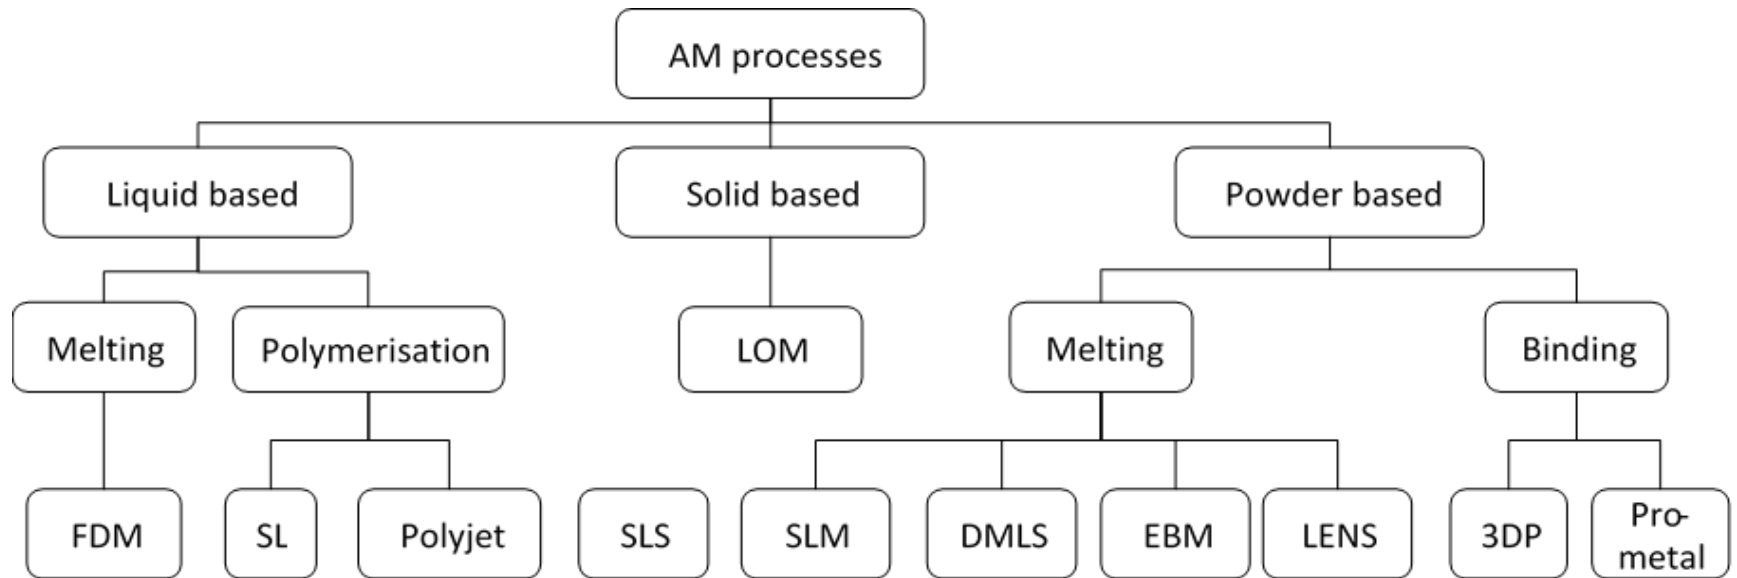 AM processes
Liquid based
Solid based
Powder based
Melting
Polymerisation
LOM
Melting
Binding
FDM
SL
Polyjet
SLS
SLM
DMLS
EBM
LENS
3DP
Pro-
metal